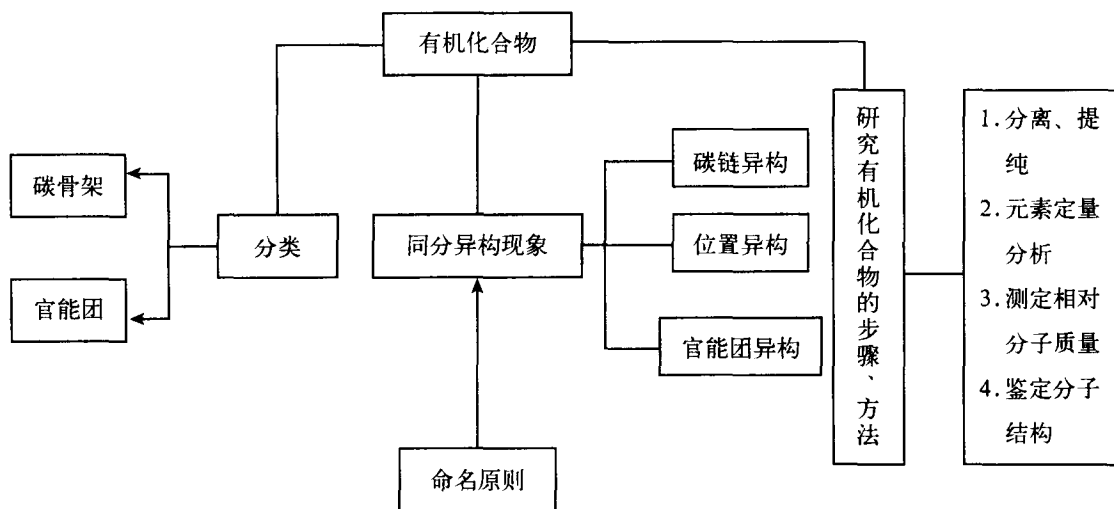 有机化合物
碳骨架
官能团
分类
同分异构现象
碳链异构
位置异构
官能团异构
命名原则
研究有机化合物的步骤、方法
1.分离、提
纯
2.元素定量
分析
3.测定相对
分子质量
4.鉴定分子
结构